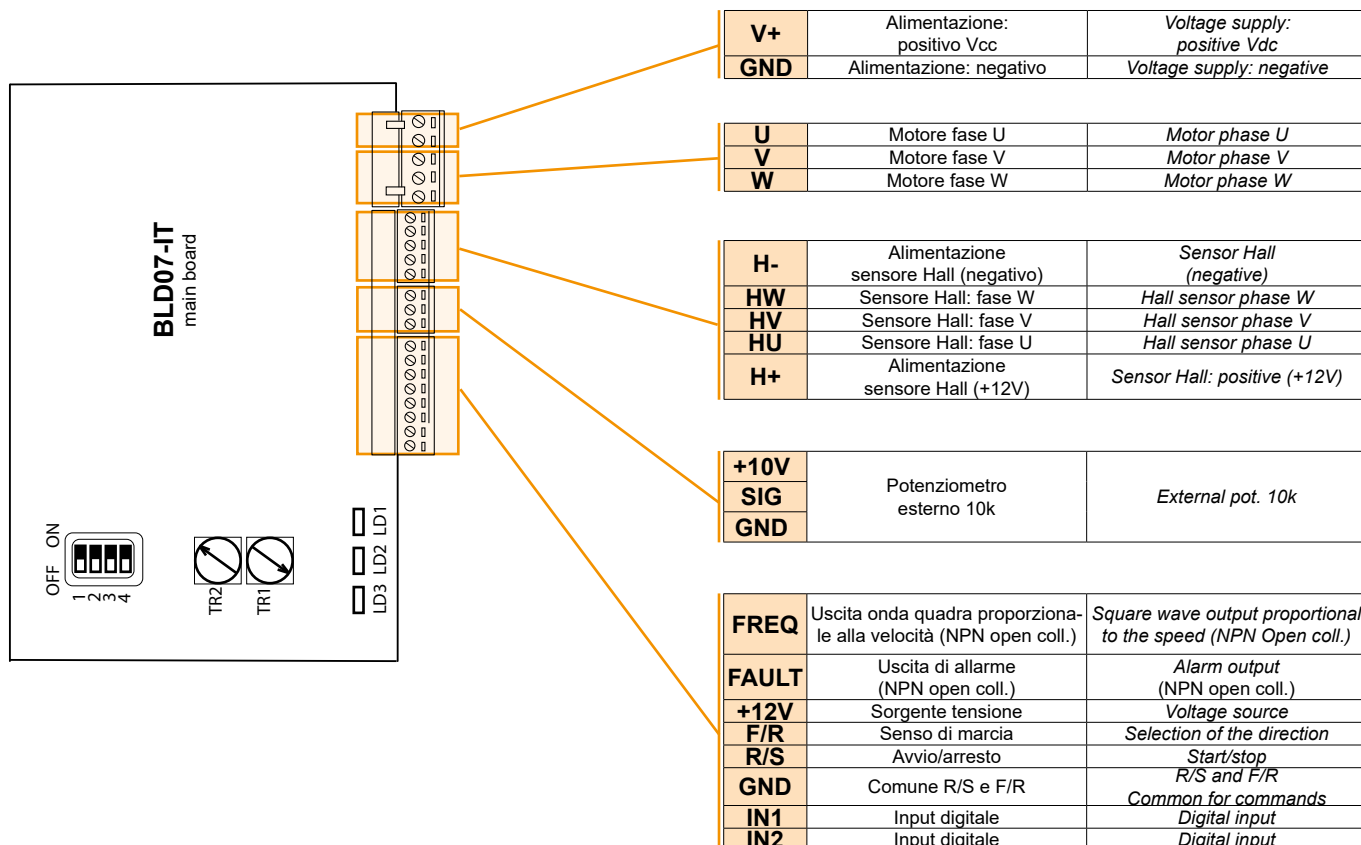 V+ Alimentazione: Voltage supply:
positivo Vcc positive Vdc
GND Alimentazione: negativo Voltage supply: negative
U Motore fase U Motor phase U
V Motore fase V Motor phase V
W Motore fase W Motor phase W
BLD07-IT
main board
H- Alimentazione Sensor Hall
sensore Hall (negativo) (negative)
HW Sensore Hall: fase W Hall sensor phase W
HV Sensore Hall: fase V Hall sensor phase V
HU Sensore Hall: fase U Hall sensor phase U
H+ Alimentazione Sensor Hall: positive (+12V)
sensore Hall (+12V)
+10V
SIG Potenziometro External pot. 10k
esterno 10k
GND
OFF ON
1 2 3 4
TR2
TR1
LD1
LD2
LD3
FREQ Uscita onda quadra proporziona- Square wave output proportional
le alla velocità (NPN open coll.) to the speed (NPN Open coll.)
FAULT Uscita di allarme Alarm output
(NPN open coll.) (NPN open coll.)
+12V Sorgente tensione Voltage source
F/R Senso di marcia Selection of the direction
R/S Avvio/arresto Start/stop
GND Comune R/S e F/R R/S and F/R
Common for commands
IN1 Input digitale Digital input
IN2 Input digitale Digital input